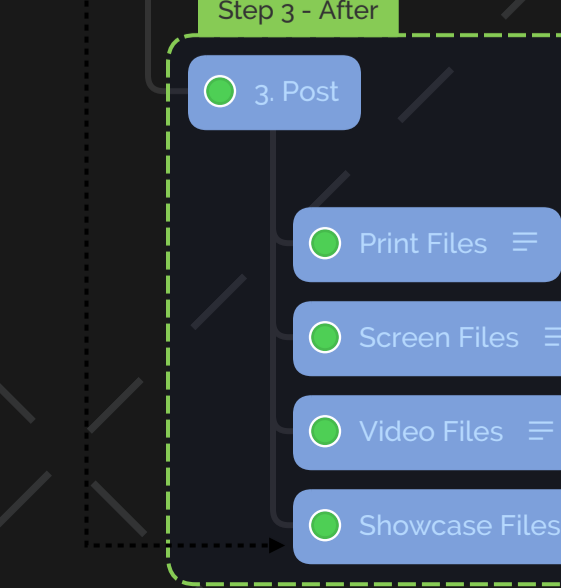 Step 3 - After
3. Post
Print Files
Screen Files
Video Files
Showcase Files